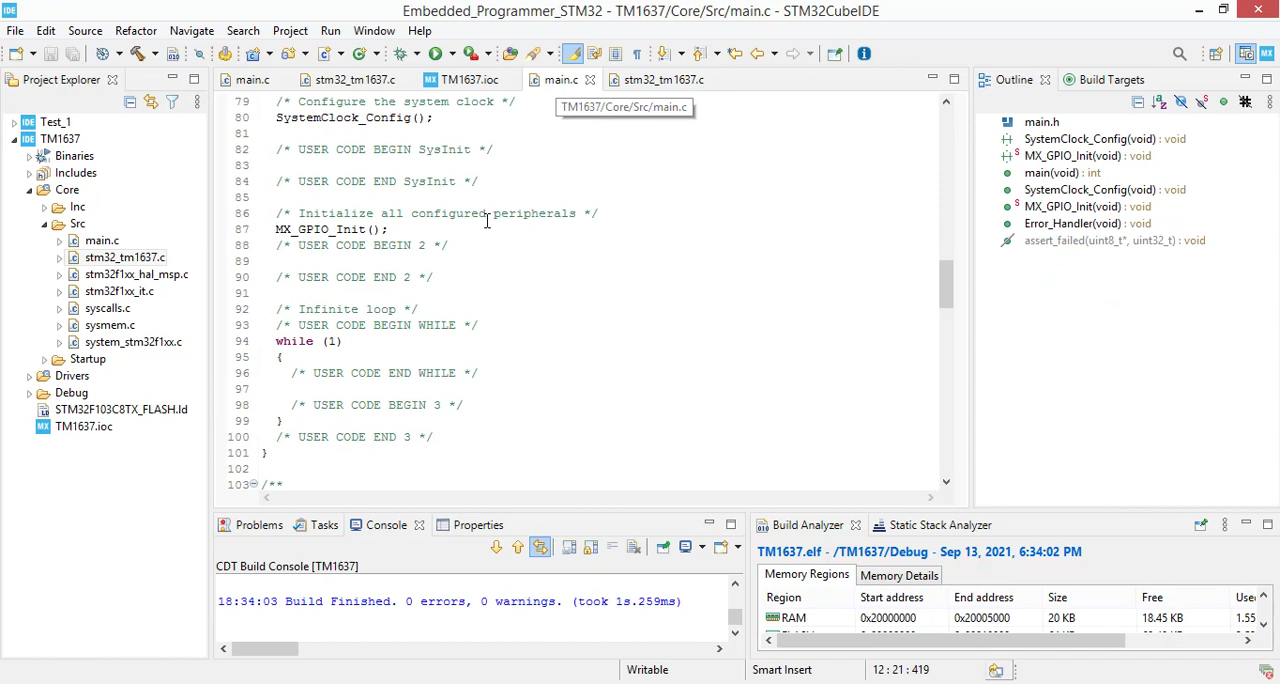 IDE
Embedded_Programmer_STM32 - TM1637/Core/Src/main.c - STM32CubeIDE
File Edit Source Refactor Navigate Search Project Run Window Help
Project Explorer
Test_1
TM1637
Binaries
Includes
Core
Inc
Src
main.c
stm32_tm1637.c
stm32f1xx_hal_msp.c
stm32f1xx_it.c
syscalls.c
sysmem.c
system_stm32f1xx.c
Startup
Drivers
Debug
STM32F103C8TX_FLASH.ld
TM1637.ioc
main.c stm32_tm1637.c TM1637.ioc main.c stm32_tm1637.c
TM1637/Core/Src/main.c
79 /* Configure the system clock */
80 SystemClock_Config();
81
82 /* USER CODE BEGIN SysInit */
83
84 /* USER CODE END SysInit */
85
86 /* Initialize all configured peripherals */
87 MX_GPIO_Init();
88 /* USER CODE BEGIN 2 */
89
90 /* USER CODE END 2 */
91
92 /* Infinite loop */
93 /* USER CODE BEGIN WHILE */
94 while (1)
95 {
96 /* USER CODE END WHILE */
97
98 /* USER CODE BEGIN 3 */
99 }
100 /* USER CODE END 3 */
101 }
102
103 /**
Outline Build Targets
main.h
SystemClock_Config(void) : void
MX_GPIO_Init(void) : void
main(void) : int
SystemClock_Config(void) : void
MX_GPIO_Init(void) : void
Error_Handler(void) : void
assert_failed(uint8_t*, uint32_t) : void
Problems Tasks Console Properties
CDT Build Console [TM1637]
18:34:03 Build Finished. 0 errors, 0 warnings. (took 1s.259ms)
Build Analyzer Static Stack Analyzer
TM1637.elf - /TM1637/Debug - Sep 13, 2021, 6:34:02 PM
Memory Regions Memory Details
Region Start address End address Size Free
RAM 0x20000000 0x20005000 20 KB 18.45 KB 1.55
Writable Smart Insert 12 : 21 : 419